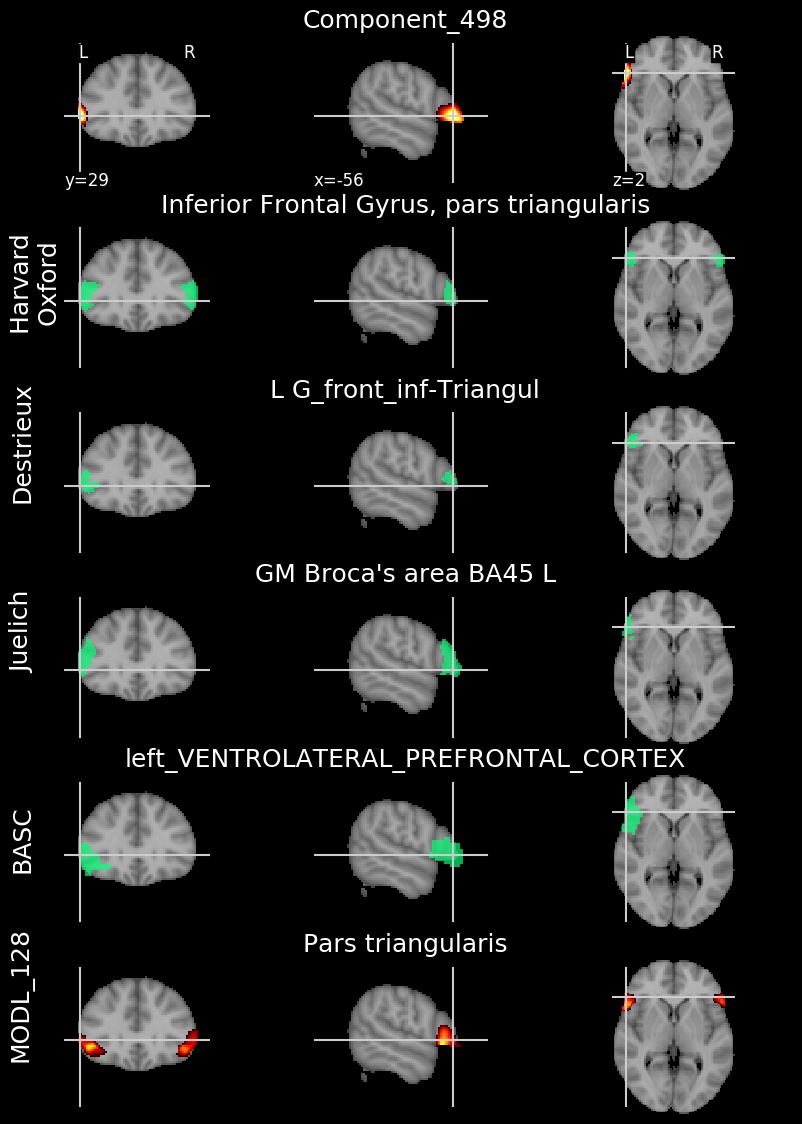 Component_498
L R
L R
y=29
x=-56
z=2
Inferior Frontal Gyrus, pars triangularis
Harvard
Oxford
L G_front_inf-Triangul
Destrieux
GM Broca's area BA45 L
Juelich
left_VENTROLATERAL_PREFRONTAL_CORTEX
BASC
Pars triangularis
MODL_128